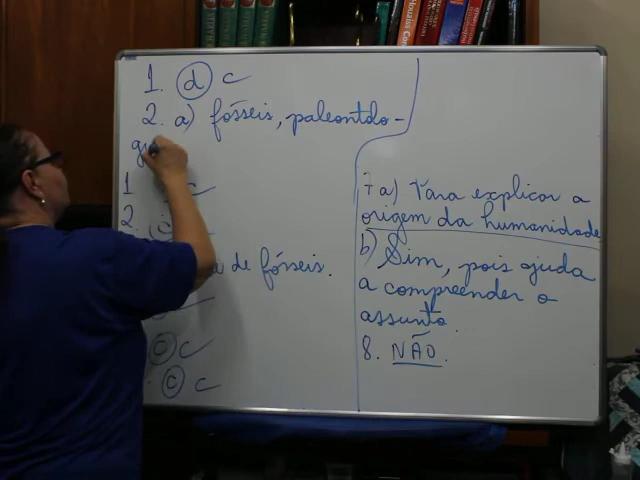 1. d c
2. a) fósseis, paleontolo-
1
2.
de fósseis.
c
c c
7 a) Para explicar a
origem da humanidade
b) Sim, pois ajuda
a compreender o
assunto.
8. NÃO.